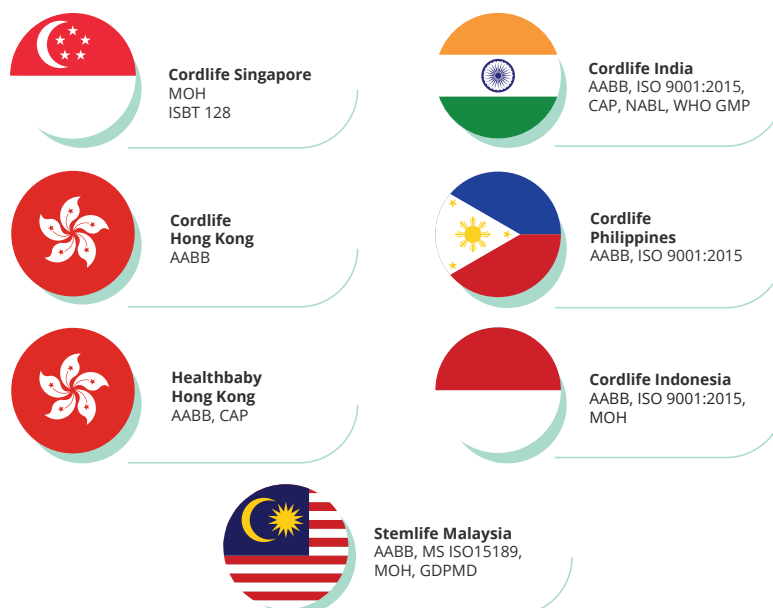 Cordlife Singapore
MOH
ISBT 128
Cordlife India
AABB, ISO 9001:2015,
CAP, NABL, WHO GMP
Cordlife
Hong Kong
AABB
Cordlife
Philippines
AABB, ISO 9001:2015
Healthbaby
Hong Kong
AABB, CAP
Cordlife Indonesia
AABB, ISO 9001:2015,
MOH
Stemlife Malaysia
AABB, MS ISO15189,
MOH, GDPMD